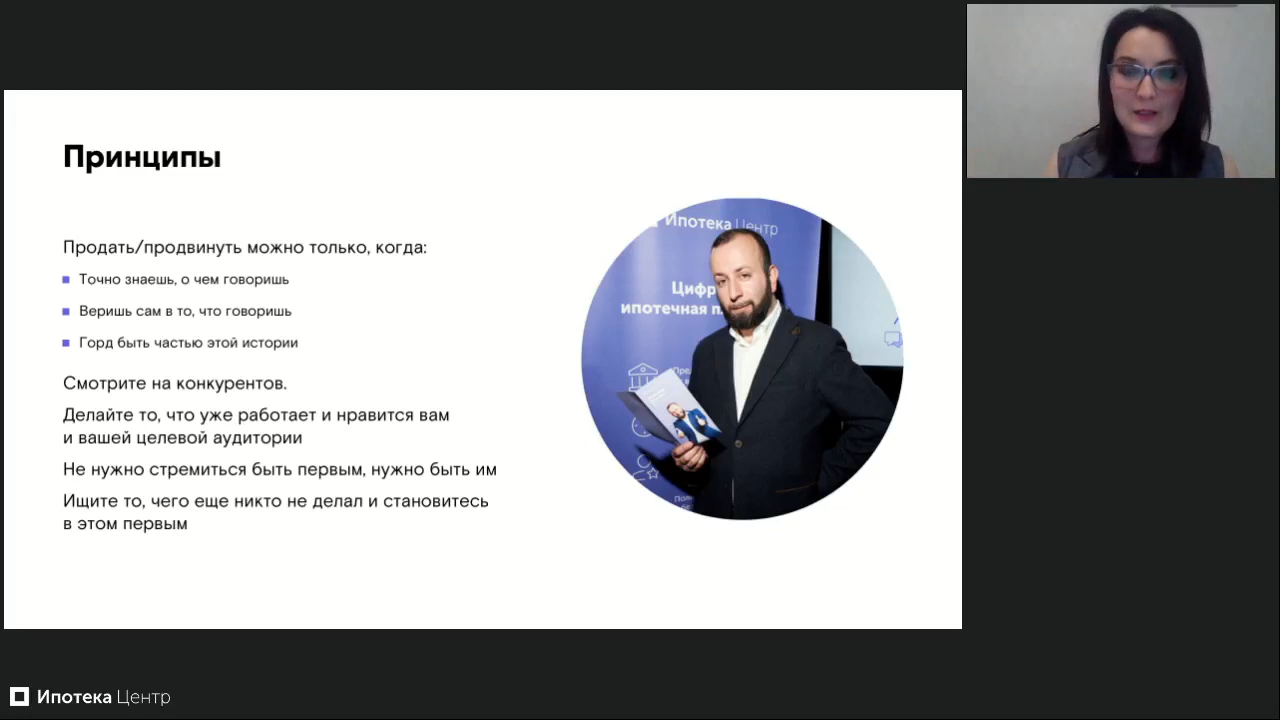 Принципы
Продать/продвинуть можно только, когда:
Точно знаешь, о чем говоришь
Веришь сам в то, что говоришь
Горд быть частью этой истории
Смотрите на конкурентов.
Делайте то, что уже работает и нравится вам
и вашей целевой аудитории
Не нужно стремиться быть первым, нужно быть им
Ищите то, чего еще никто не делал и становитесь
в этом первым
Ипотека Центр
ипотечная
Ипотека Центр